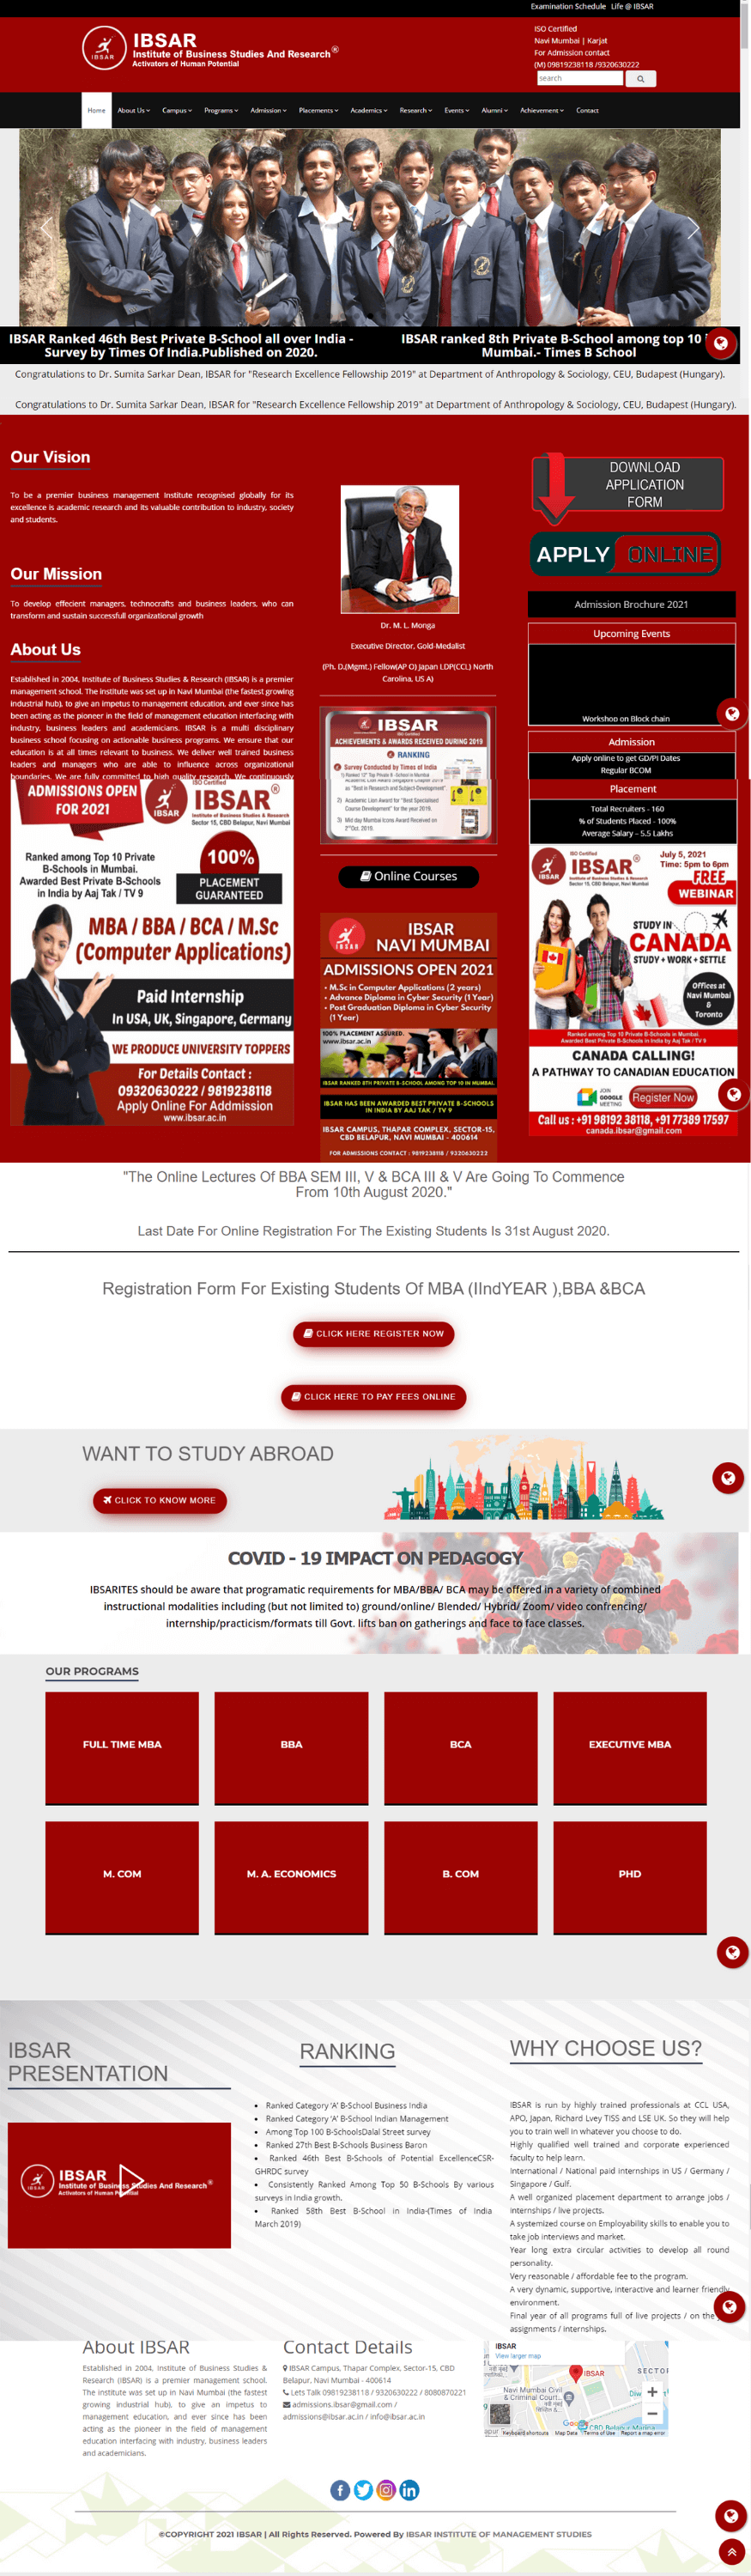 Examination Schedule Life @ IBSAR
IBSAR
Institute of Business Studies And Research®
Activators of Human Potential
ISO Certified
Navi Mumbai | Karjat
For Admission contact
(M) 09819238118 /9320630222
search
Home About Us Campus Programs Admission Placements Academics Research Events Alumni Achievement Contact
IBSAR Ranked 46th Best Private B-School all over India -
Survey by Times Of India.Published on 2020.
IBSAR ranked 8th Private B-School among top 10
Mumbai.- Times B School
Congratulations to Dr. Sumita Sarkar Dean, IBSAR for "Research Excellence Fellowship 2019" at Department of Anthropology & Sociology, CEU, Budapest (Hungary).
Congratulations to Dr. Sumita Sarkar Dean, IBSAR for "Research Excellence Fellowship 2019" at Department of Anthropology & Sociology, CEU, Budapest (Hungary).
Our Vision
To be a premier business management Institute recognised globally for its
excellence is academic research and its valuable contribution to industry, society
and students.
Our Mission
To develop effecient managers, technocrafts and business leaders, who can
transform and sustain successfull organizational growth
About Us
Established in 2004, Institute of Business Studies & Research (IBSAR) is a premier
management school. The institute was set up in Navi Mumbai (the fastest growing
industrial hub), to give an impetus to management education, and ever since has
been acting as the pioneer in the field of management education interfacing with
industry, business leaders and academicians. IBSAR is a multi disciplinary
business school focusing on actionable business programs. We ensure that our
education is at all times relevant to business. We deliver well trained business
leaders and managers who are able to influence across organizational
boundaries. We are fully committed to high quality research. We continuously
ADMISSIONS OPEN
FOR 2021
IBSAR
ISO Certified
IBSAR®
Institute of Business Studies & Research
Sector 15, CBD Belapur, Navi Mumbai
Ranked among Top 10 Private
B-Schools in Mumbai.
Awarded Best Private B-Schools
in India by Aaj Tak / TV 9
100%
PLACEMENT
GUARANTEED
MBA / BBA / BCA / M.Sc
(Computer Applications)
Paid Internship
In USA, UK, Singapore, Germany
WE PRODUCE UNIVERSITY TOPPERS
For Details Contact :
09320630222 / 9819238118
Apply Online For Addmission
www.ibsar.ac.in
Dr. M. L. Monga
Executive Director, Gold-Medalist
(Ph. D.(Mgmt.) Fellow(AP O) Japan LDP(CCL) North
Carolina, US A)
IBSAR
ACHIEVEMENTS & AWARDS RECEIVED DURING 2019
RANKING
Survey Conducted by Times of India
Online Courses
IBSAR
NAVI MUMBAI
ADMISSIONS OPEN 2021
• M.Sc in Computer Applications (2 years)
• Advance Diploma in Cyber Security (1 Year)
• Post Graduation Diploma in Cyber Security
(1 Year)
100% PLACEMENT ASSURED.
www.ibsar.ac.in
IBSAR RANKED 8TH PRIVATE B-SCHOOL AMONG TOP 10 IN MUMBAI.
IBSAR HAS BEEN AWARDED BEST PRIVATE B-SCHOOLS
IN INDIA BY AAJ TAK / TV 9
IBSAR CAMPUS, THAPAR COMPLEX, SECTOR-15,
CBD BELAPUR, NAVI MUMBAI - 400614
FOR ADMISSIONS CONTACT : 9819238118 / 9320630222
DOWNLOAD
APPLICATION
FORM
APPLY ONLINE
Admission Brochure 2021
Upcoming Events
Workshop on Block chain
Admission
Apply online to get GD/PI Dates
Regular BCOM
Placement
Total Recruiters - 160
% of Students Placed - 100%
Average Salary – 5.5 Lakhs
IBSAR
ISO Certified
IBSAR®
Institute of Business Studies & Research
Sector 15, CBD Belapur, Navi Mumbai
July 5, 2021
Time: 5pm to 6pm
FREE
WEBINAR
STUDY IN
CANADA
STUDY • WORK • SETTLE
Offices at
Navi Mumbai
&
Toronto
Ranked among Top 10 Private B-Schools in Mumbai.
Awarded Best Private B-Schools in India by Aaj Tak / TV 9
CANADA CALLING!
A PATHWAY TO CANADIAN EDUCATION
JOIN
GOOGLE
MEETING
Register Now
Call us : +91 98192 38118, +91 77389 17597
canada.ibsar@gmail.com
"The Online Lectures Of BBA SEM III, V & BCA III & V Are Going To Commence
From 10th August 2020."
Last Date For Online Registration For The Existing Students Is 31st August 2020.
Registration Form For Existing Students Of MBA (IIndYEAR ),BBA &BCA
CLICK HERE REGISTER NOW
CLICK HERE TO PAY FEES ONLINE
WANT TO STUDY ABROAD
CLICK TO KNOW MORE
COVID - 19 IMPACT ON PEDAGOGY
IBSARITES should be aware that programatic requirements for MBA/BBA/ BCA may be offered in a variety of combined
instructional modalities including (but not limited to) ground/online/ Blended/ Hybrid/ Zoom/ video confrencing/
internship/practicism/formats till Govt. lifts ban on gatherings and face to face classes.
OUR PROGRAMS
FULL TIME MBA
BBA
BCA
EXECUTIVE MBA
M. COM
M. A. ECONOMICS
B. COM
PHD
IBSAR
PRESENTATION
IBSAR
Institute of Business Studies And Research®
Activators of Human Potential
RANKING
• Ranked Category 'A' B-School Business India
• Ranked Category 'A' B-School Indian Management
• Among Top 100 B-SchoolsDalal Street survey
• Ranked 27th Best B-Schools Business Baron
• Ranked 46th Best B-Schools of Potential ExcellenceCSR-
GHRDC survey
• Consistently Ranked Among Top 50 B-Schools By various
surveys in India growth.
• Ranked 58th Best B-School in India-(Times of India
March 2019)
WHY CHOOSE US?
IBSAR is run by highly trained professionals at CCL USA,
APO, Japan, Richard Lvey TISS and LSE UK. So they will help
you to train well in whatever you choose to do.
Highly qualified well trained and corporate experienced
faculty to help learn.
International / National paid internships in US / Germany /
Singapore / Gulf.
A well organized placement department to arrange jobs /
internships / live projects.
A systemized course on Employability skills to enable you to
take job interviews and market.
Year long extra circular activities to develop all round
personality.
Very reasonable / affordable fee to the program.
A very dynamic, supportive, interactive and learner friendly
environment.
Final year of all programs full of live projects / on the
assignments / internships.
About IBSAR
Established in 2004, Institute of Business Studies &
Research (IBSAR) is a premier management school.
The institute was set up in Navi Mumbai (the fastest
growing industrial hub), to give an impetus to
management education, and ever since has been
acting as the pioneer in the field of management
education interfacing with industry, business leaders
and academicians.
Contact Details
IBSAR Campus, Thapar Complex, Sector-15, CBD
Belapur, Navi Mumbai - 400614
Lets Talk 09819238118 / 9320630222 / 8080870221
admissions.ibsar@gmail.com /
admissions@ibsar.ac.in / info@ibsar.ac.in
IBSAR
View larger map
IBSAR
SECTOR
Navi Mumbai Civil
& Criminal Court...
CBD Belapur Marina
Keyboard shortcuts Map Data Terms of Use Report a map error
©COPYRIGHT 2021 IBSAR | All Rights Reserved. Powered By IBSAR INSTITUTE OF MANAGEMENT STUDIES